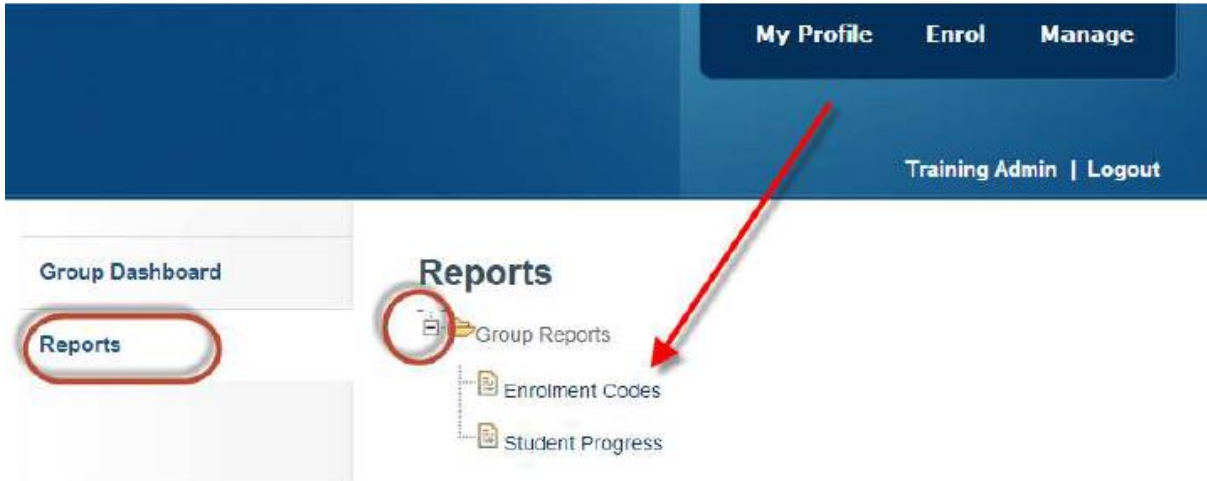 My Profile Enrol Manage
Training Admin | Logout
Group Dashboard
Reports
Reports
Group Reports
Enrolment Codes
Student Progress